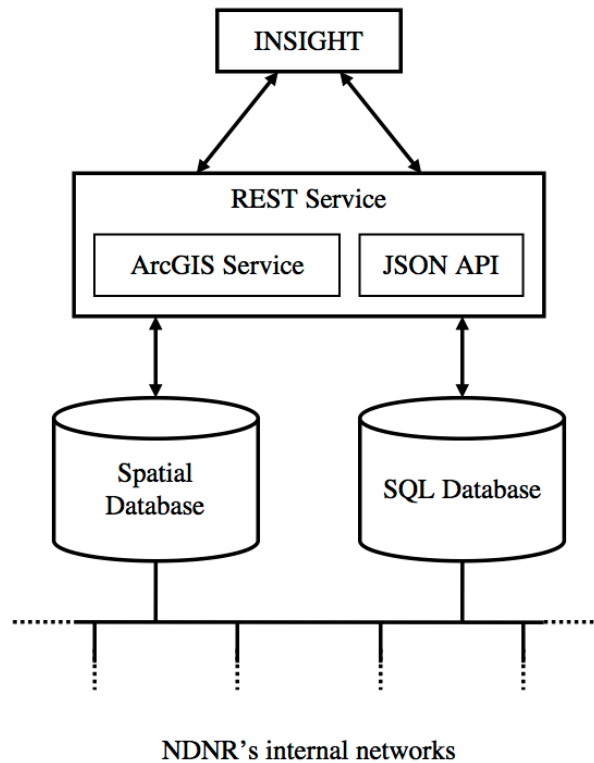 INSIGHT
REST Service
ArcGIS Service
JSON API
Spatial
Database
SQL Database
NDNR's internal networks